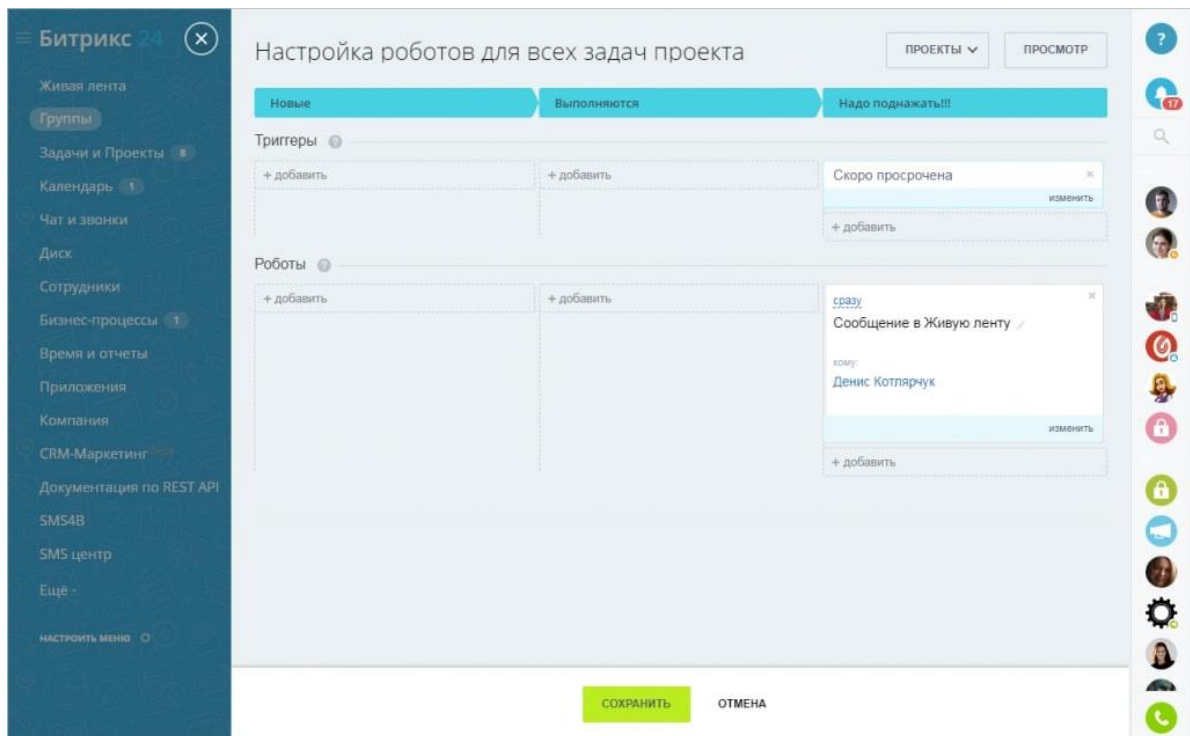 Битрикс 24
Живая лента
Группы
Задачи и Проекты 8
Календарь 1
Чат и звонки
Диск
Сотрудники
Бизнес-процессы 1
Время и отчеты
Приложения
Компания
CRM-Маркетинг beta
Документация по REST API
SMS4B
SMS центр
Ещё -
НАСТРОИТЬ МЕНЮ
Настройка роботов для всех задач проекта
ПРОЕКТЫ
ПРОСМОТР
Новые
Выполняются
Надо поднажать!!!
Триггеры ?
+ добавить
+ добавить
Скоро просрочена
изменить
+ добавить
Роботы ?
+ добавить
+ добавить
сразу
Сообщение в Живую ленту
кому:
Денис Котлярчук
изменить
+ добавить
СОХРАНИТЬ
ОТМЕНА
?
17